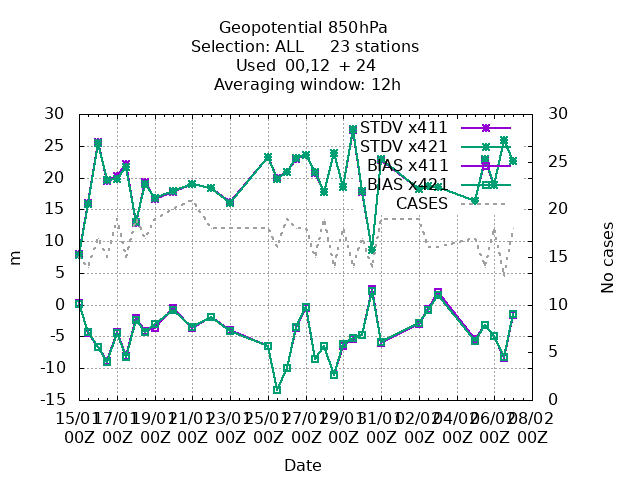 Geopotential 850hPa
Selection: ALL 23 stations
Used 00,12 + 24
Averaging window: 12h
30 30
STDV x411
STDV x421
25 25
BIAS x411
BIAS x421
20 20
CASES
15 15
10 10
5 5
0
-5
-10
-15 0
m
No cases
15/01 17/01 19/01 21/01 23/01 25/01 27/01 29/01 31/01 02/02 04/02 06/02 08/02
00Z 00Z 00Z 00Z 00Z 00Z 00Z 00Z 00Z 00Z 00Z 00Z 00Z
Date